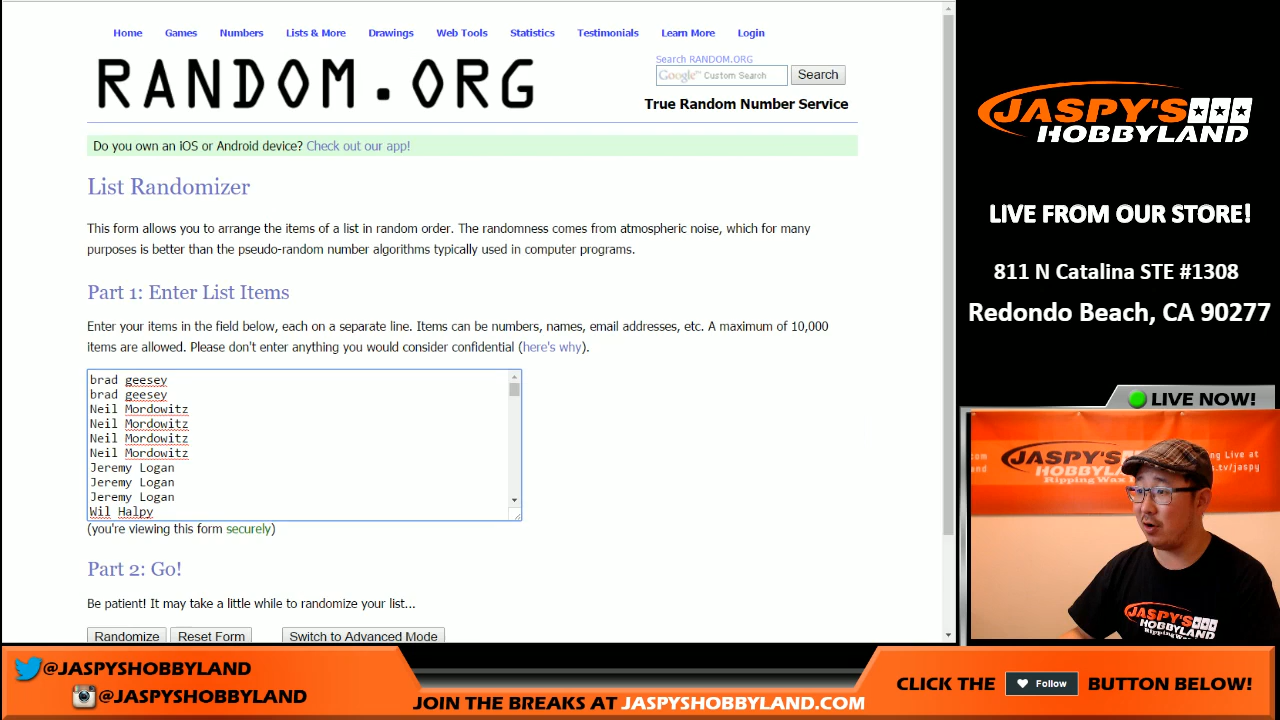 Home Games Numbers Lists & More Drawings Web Tools Statistics Testimonials Learn More Login
RANDOM.ORG
Search RANDOM.ORG
Google™ Custom Search
Search
True Random Number Service
Do you own an iOS or Android device? Check out our app!
List Randomizer
This form allows you to arrange the items of a list in random order. The randomness comes from atmospheric noise, which for many
purposes is better than the pseudo-random number algorithms typically used in computer programs.
Part 1: Enter List Items
Enter your items in the field below, each on a separate line. Items can be numbers, names, email addresses, etc. A maximum of 10,000
items are allowed. Please don't enter anything you would consider confidential (here's why).
brad geesey
brad geesey
Neil Mordowitz
Neil Mordowitz
Neil Mordowitz
Neil Mordowitz
Jeremy Logan
Jeremy Logan
Jeremy Logan
Wil Halpy
(you're viewing this form securely)
Part 2: Go!
Be patient! It may take a little while to randomize your list...
Randomize Reset Form Switch to Advanced Mode
JASPY'S
HOBBYLAND
LIVE FROM OUR STORE!
811 N Catalina STE #1308
Redondo Beach, CA 90277
LIVE NOW!
.com
JASPY'S
HOBBYLAND
Ripping Wax
ng Live at
.tv/jaspy
JASPY'S
HOBBYLAND
Ripping Wax
@JASPYSHOBBYLAND
@JASPYSHOBBYLAND
JOIN THE BREAKS AT JASPYSHOBBYLAND.COM
CLICK THE Follow BUTTON BELOW!